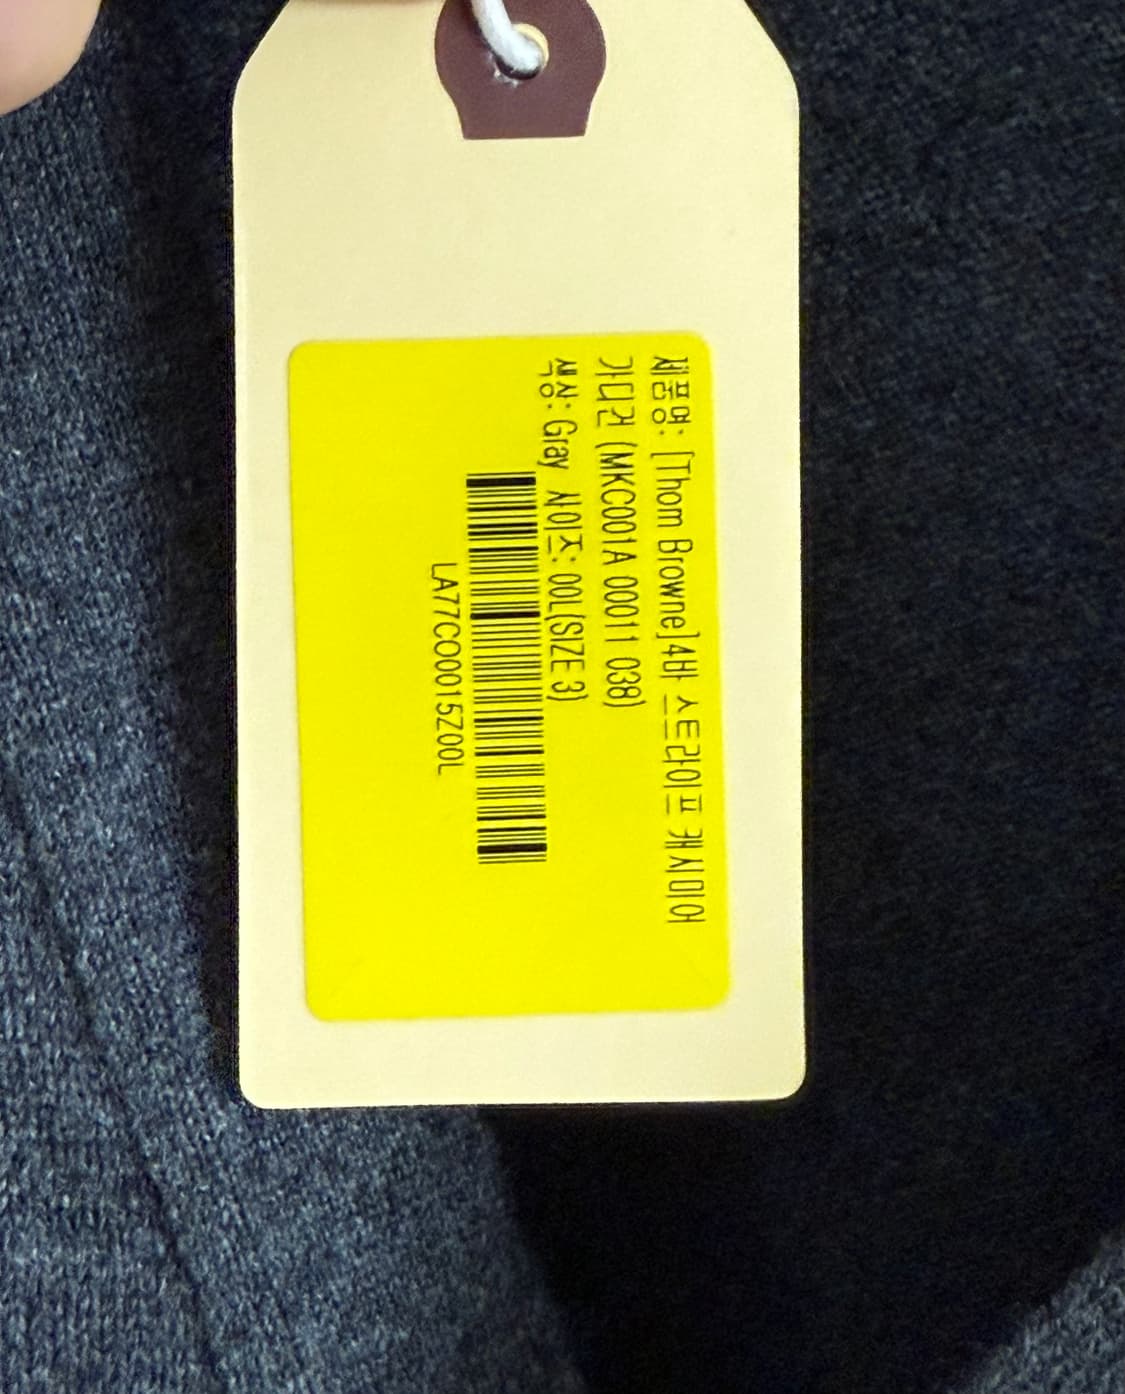 제품명: [Thom Browne]4바 스트라이프 캐시미어
가디건 (MKC001A 00011 038)
색상: Gray 사이즈: 00L(SIZE 3)
LA77CO0015Z00L